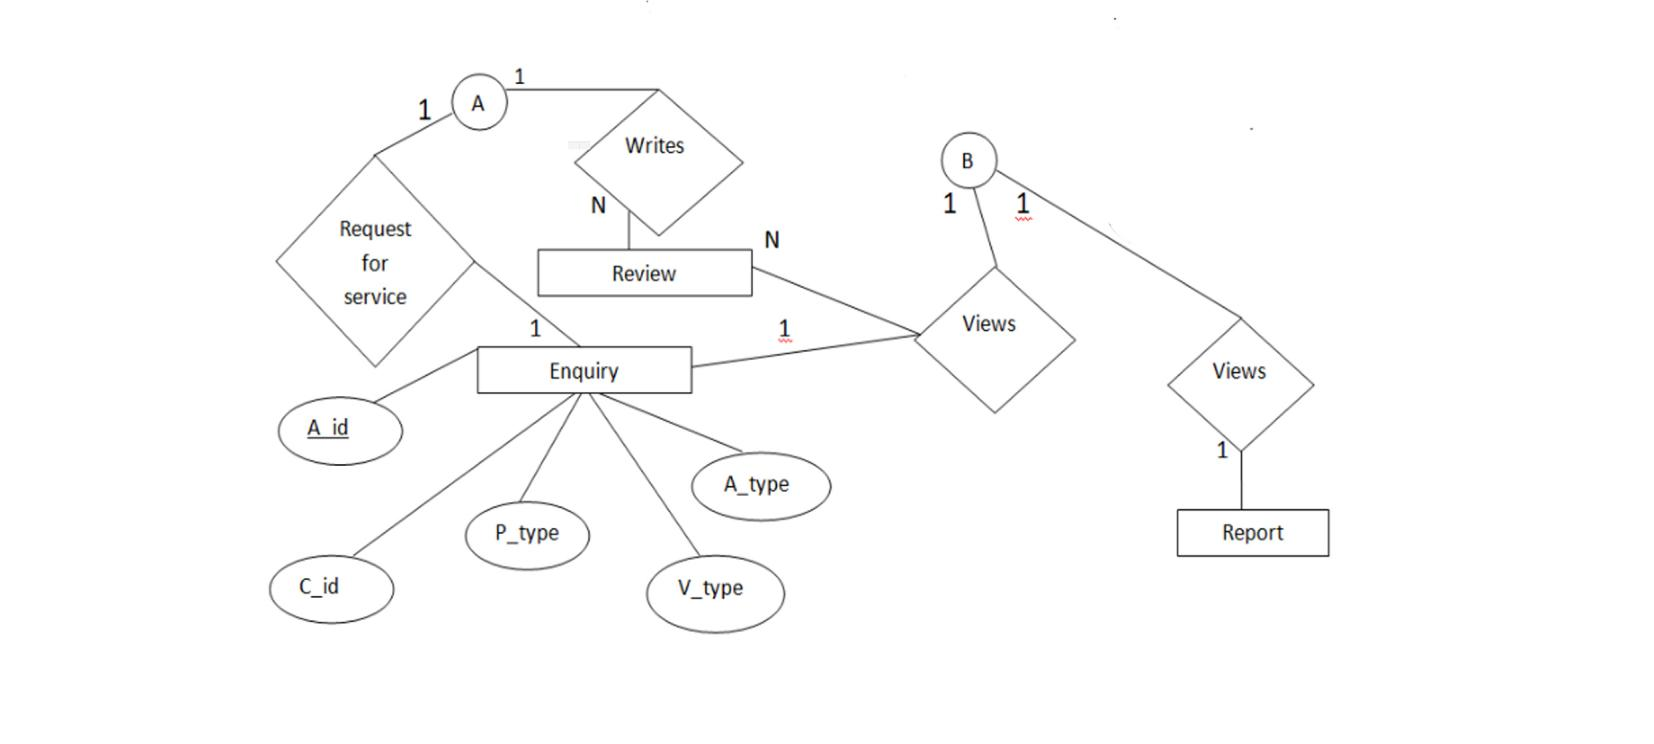 1
A
1
Writes
B
N
1
1
Request
for
service
N
Review
1
1
Views
Enquiry
Views
A_id
1
A_type
P_type
Report
C_id
V_type